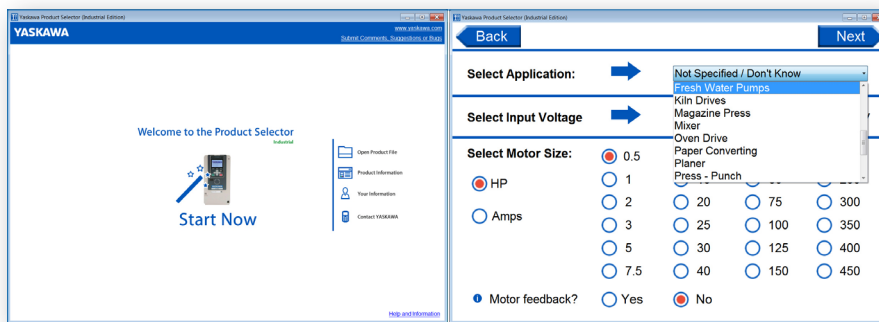 Yaskawa Product Selector (Industrial Edition)
YASKAWA
www.yaskawa.com
Submit Comments, Suggestions or Bugs
Welcome to the Product Selector
Industrial
Start Now
Open Product File
Product Information
Your Information
Contact YASKAWA
Help and Information
Yaskawa Product Selector (Industrial Edition)
Back
Next
Select Application:
Not Specified / Don't Know
Fresh Water Pumps
Kiln Drives
Magazine Press
Mixer
Oven Drive
Paper Converting
Planer
Press - Punch
Select Input Voltage
Select Motor Size:
HP
Amps
0.5
1
2 20 75 300
3 25 100 350
5 30 125 400
7.5 40 150 450
Motor feedback? Yes No